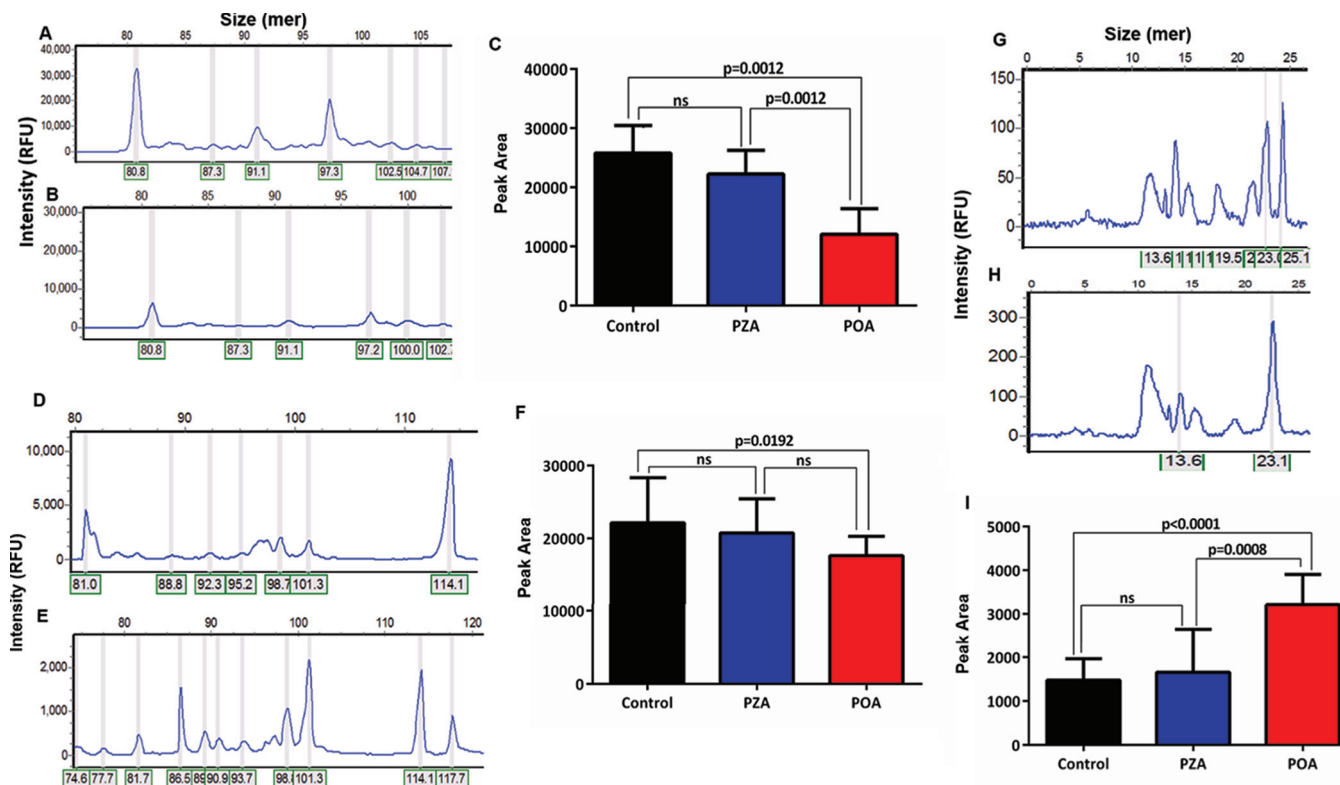 A
Size (mer)
80 85 90 95 100 105
40,000
30,000
20,000
10,000
0
80.8 87.3 91.1 97.3 102.5 104.7
B
Intensity (RFU)
80 85 90 95 100
30,000
20,000
10,000
0
80.8 87.3 91.1 97.2 100.0
C
Peak Area
40000
30000
20000
10000
0
p=0.0012
ns
p=0.0012
Control PZA POA
D
80 90 100 110
10,000
5,000
0
81.0 88.8 92.3 95.2 98.7 101.3 114.1
E
Intensity (RFU)
80 85 90 95 100 105 110 115 120
2,000
1,000
0
74.6 77.7 81.7 86.5 90.9 93.7 101.3 114.1 117.7
F
Peak Area
30000
20000
10000
0
p=0.0192
ns
ns
Control PZA POA
G
Size (mer)
0 5 10 15 20 25
150
100
50
0
13.6 19.5 25.1
H
Intensity (RFU)
0 5 10 15 20 25
300
200
100
0
13.6 23.1
I
Peak Area
5000
4000
3000
2000
1000
0
p<0.0001
p=0.0008
ns
Control PZA POA